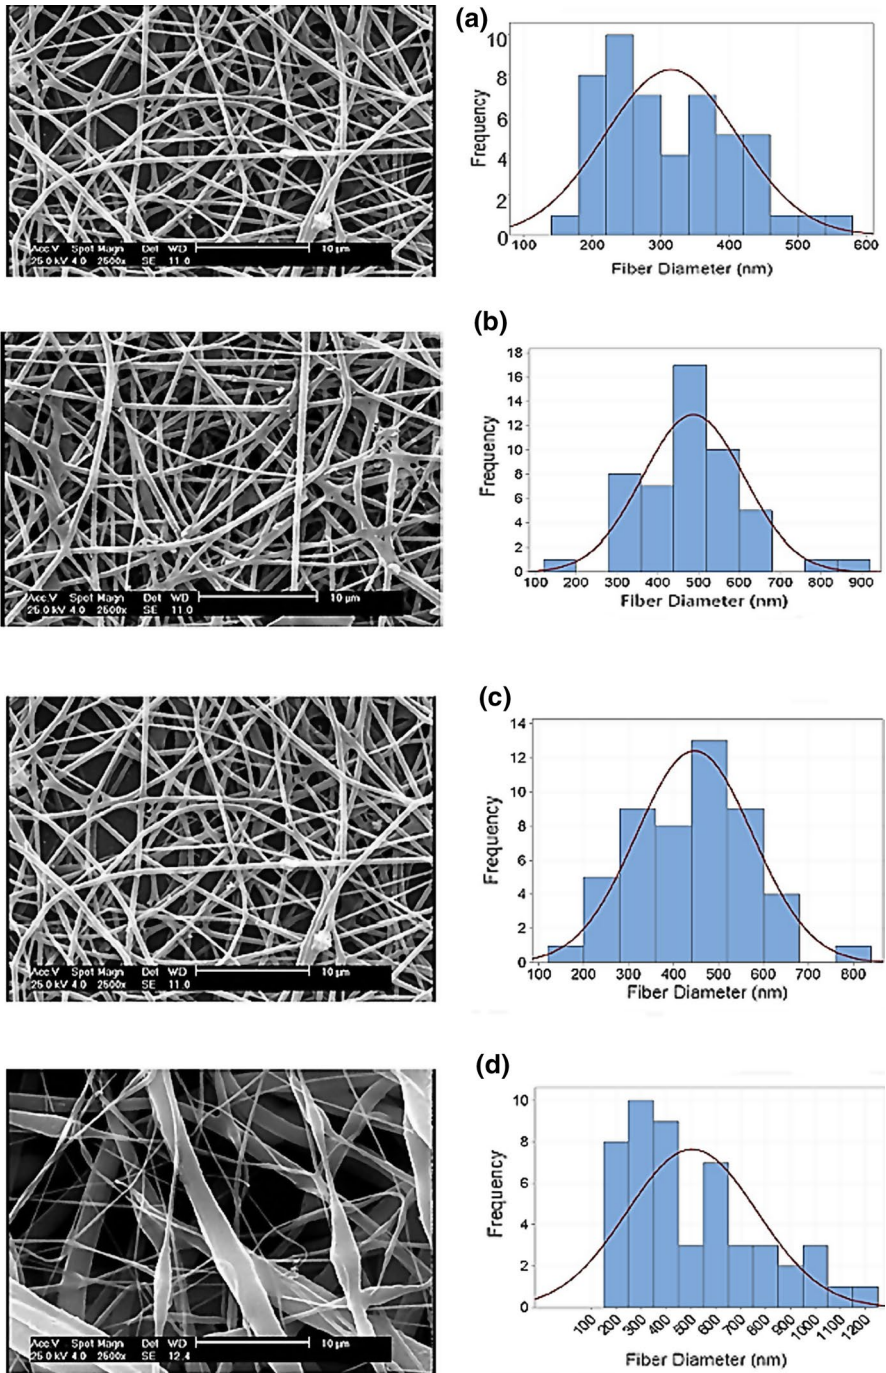 (a)
10
8
6
4
2
0
Frequency
100 200 300 400 500 600
Fiber Diameter (nm)
Acc.V Spot Magn Det WD 10 µm
25.0 kV 4.0 2500x SE 11.0
(b)
18
16
14
12
10
8
6
4
2
0
Frequency
100 200 300 400 500 600 700 800 900
Fiber Diameter (nm)
Acc.V Spot Magn Det WD 10 µm
25.0 kV 4.0 2500x SE 11.0
(c)
14
12
10
8
6
4
2
0
Frequency
100 200 300 400 500 600 700 800
Fiber Diameter (nm)
Acc.V Spot Magn Det WD 10 µm
25.0 kV 4.0 2500x SE 11.0
(d)
10
8
6
4
2
0
Frequency
100 200 300 400 500 600 700 800 900 1000 1100 1200
Fiber Diameter (nm)
Acc.V Spot Magn Det WD 10 µm
25.0 kV 4.0 2500x SE 12.4